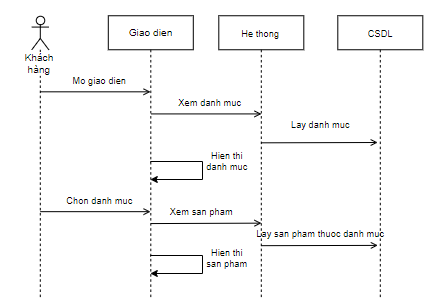 Giao dien
He thong
CSDL
Khách
hàng
Mo giao dien
Xem danh muc
Lay danh muc
Hien thi
danh muc
Chon danh muc
Xem san pham
Lay san pham thuoc danh muc
Hien thi
san pham